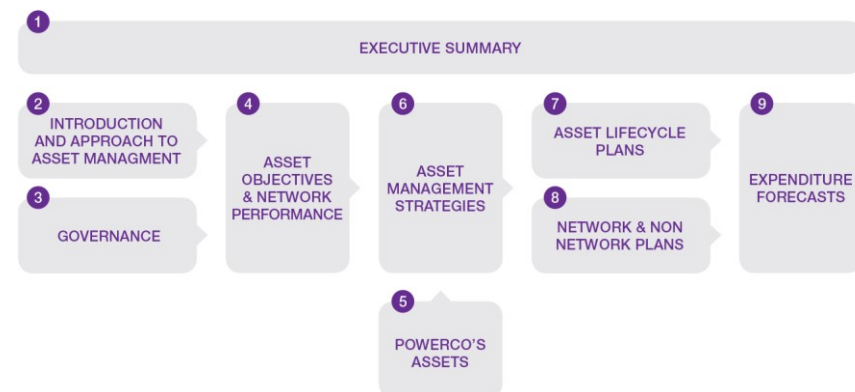 1
EXECUTIVE SUMMARY
2
INTRODUCTION
AND APPROACH TO
ASSET MANAGMENT
3
GOVERNANCE
4
ASSET
OBJECTIVES
& NETWORK
PERFORMANCE
6
ASSET
MANAGEMENT
STRATEGIES
5
POWERCO'S
ASSETS
7
ASSET LIFECYCLE
PLANS
8
NETWORK & NON
NETWORK PLANS
9
EXPENDITURE
FORECASTS